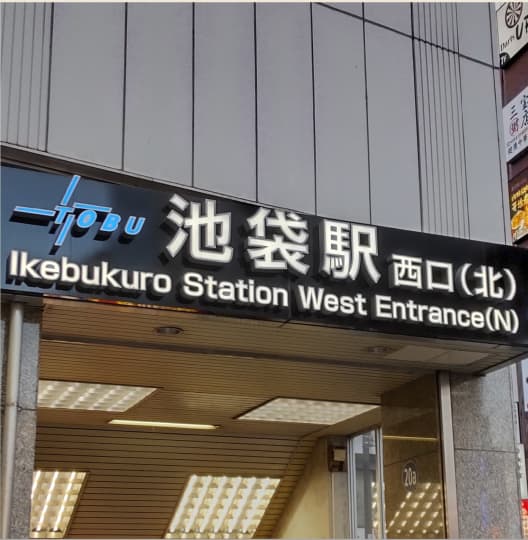 TOBU
池袋駅 西口(北)
Ikebukuro Station West Entrance(N)
20a